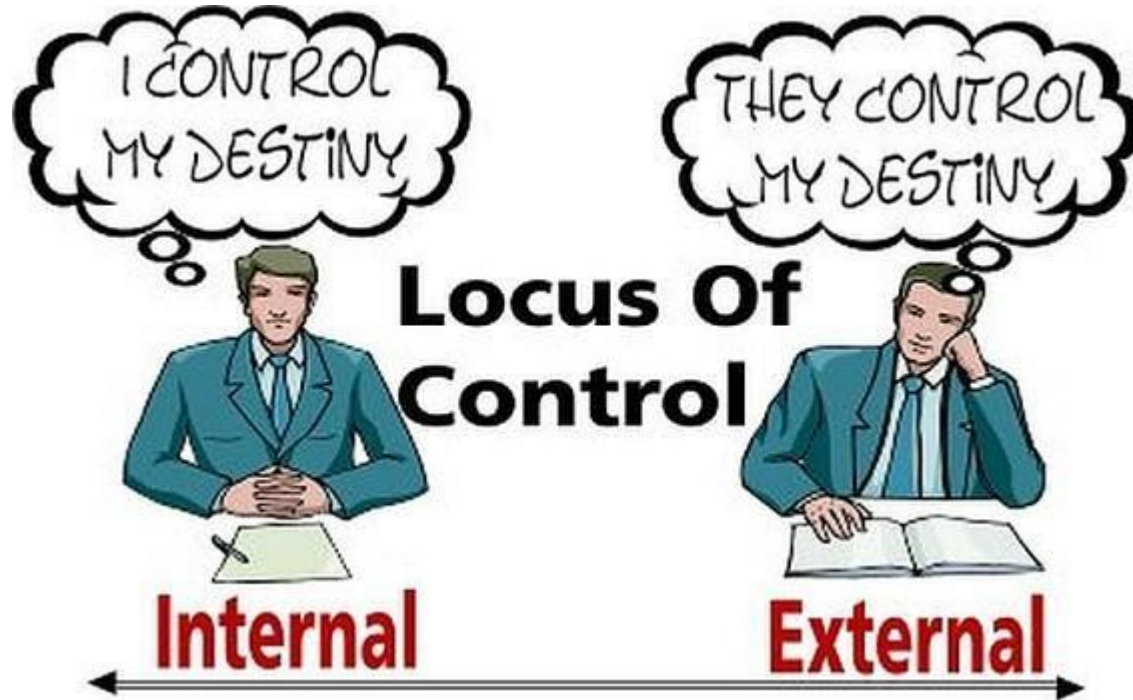 I CONTROL
MY DESTINY
THEY CONTROL
MY DESTINY
Locus Of
Control
Internal
External